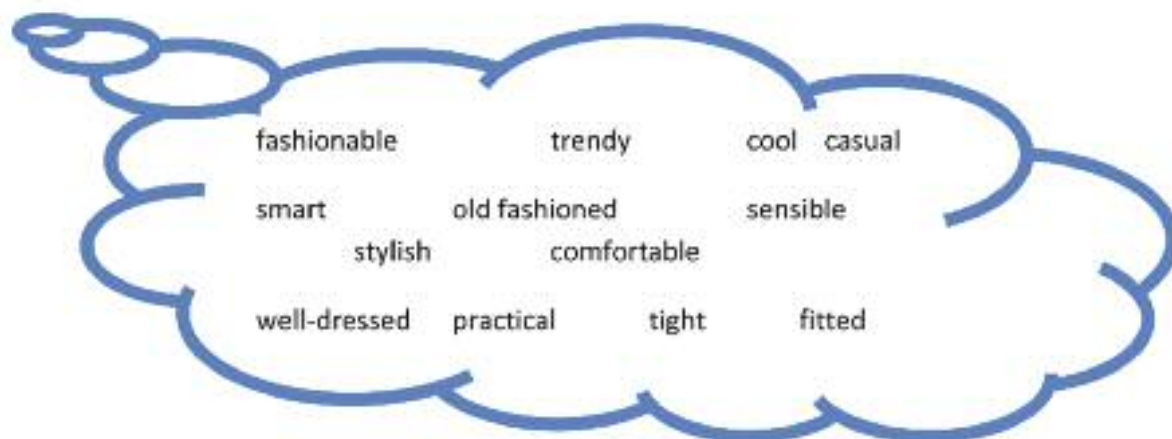 fashionable trendy cool casual
smart old fashioned sensible
stylish comfortable
well-dressed practical tight fitted